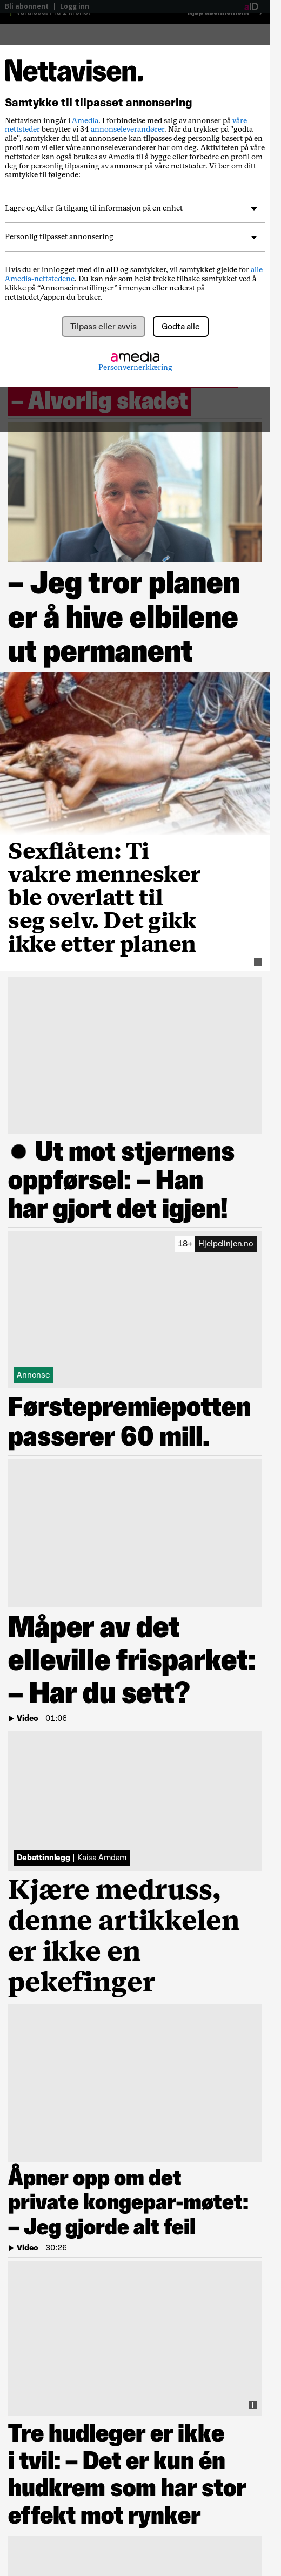 Bli abonnent | Logg inn
aID
Nettavisen.
Samtykke til tilpasset annonsering
Nettavisen inngår i Amedia. I forbindelse med salg av annonser på våre
nettsteder benytter vi 34 annonseleverandører. Når du trykker på "godta
alle", samtykker du til at annonsene kan tilpasses deg personlig basert på en
profil som vi eller våre annonseleverandører har om deg. Aktiviteten på våre
nettsteder kan også brukes av Amedia til å bygge eller forbedre en profil om
deg for personlig tilpasning av annonser på våre nettsteder. Vi ber om ditt
samtykke til følgende:
Lagre og/eller få tilgang til informasjon på en enhet
Personlig tilpasset annonsering
Hvis du er innlogget med din aID og samtykker, vil samtykket gjelde for alle
Amedia-nettstedene. Du kan når som helst trekke tilbake samtykket ved å
klikke på “Annonseinnstillinger” i menyen eller nederst på
nettstedet/appen du bruker.
Tilpass eller avvis
Godta alle
amedia
Personvernerklæring
– Alvorlig skadet
– Jeg tror planen
er å hive elbilene
ut permanent
Sexflåten: Ti
vakre mennesker
ble overlatt til
seg selv. Det gikk
ikke etter planen
● Ut mot stjernens
oppførsel: – Han
har gjort det igjen!
18+ Hjelpelinjen.no
Annonse
Førstepremiepotten
passerer 60 mill.
Måper av det
elleville frisparket:
– Har du sett?
Video | 01:06
Debattinnlegg | Kaisa Amdam
Kjære medruss,
denne artikkelen
er ikke en
pekefinger
Åpner opp om det
private kongepar-møtet:
– Jeg gjorde alt feil
Video | 30:26
Tre hudleger er ikke
i tvil: – Det er kun én
hudkrem som har stor
effekt mot rynker